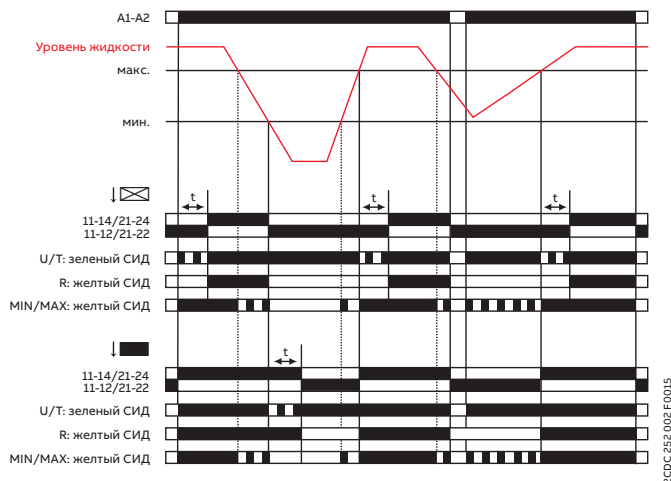 A1-A2
Уровень жидкости
макс.
мин.
t
t
t
11-14/21-24
11-12/21-22
U/T: зеленый СИД
R: желтый СИД
MIN/MAX: желтый СИД
t
11-14/21-24
11-12/21-22
U/T: зеленый СИД
R: желтый СИД
MIN/MAX: желтый СИД
2CDC 252 002 F0015